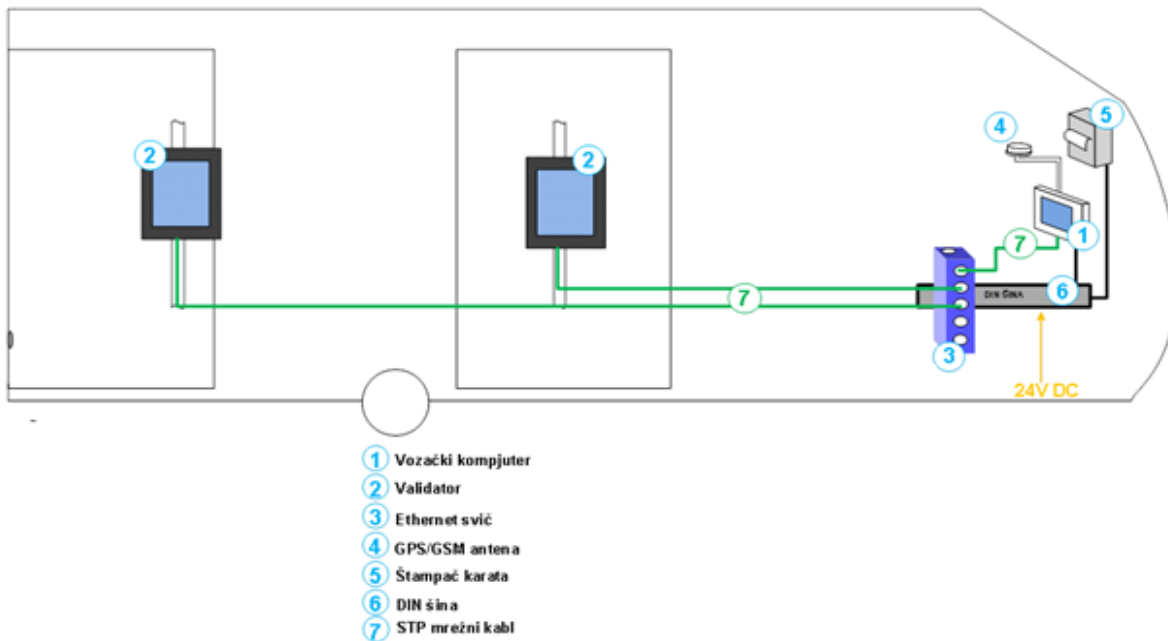 2
2
4
5
1
7
7
DIN ŠINA
6
3
24V DC
1 Vozački kompjuter
2 Validator
3 Ethernet svič
4 GPS/GSM antena
5 Štampač karata
6 DIN šina
7 STP mrežni kabl